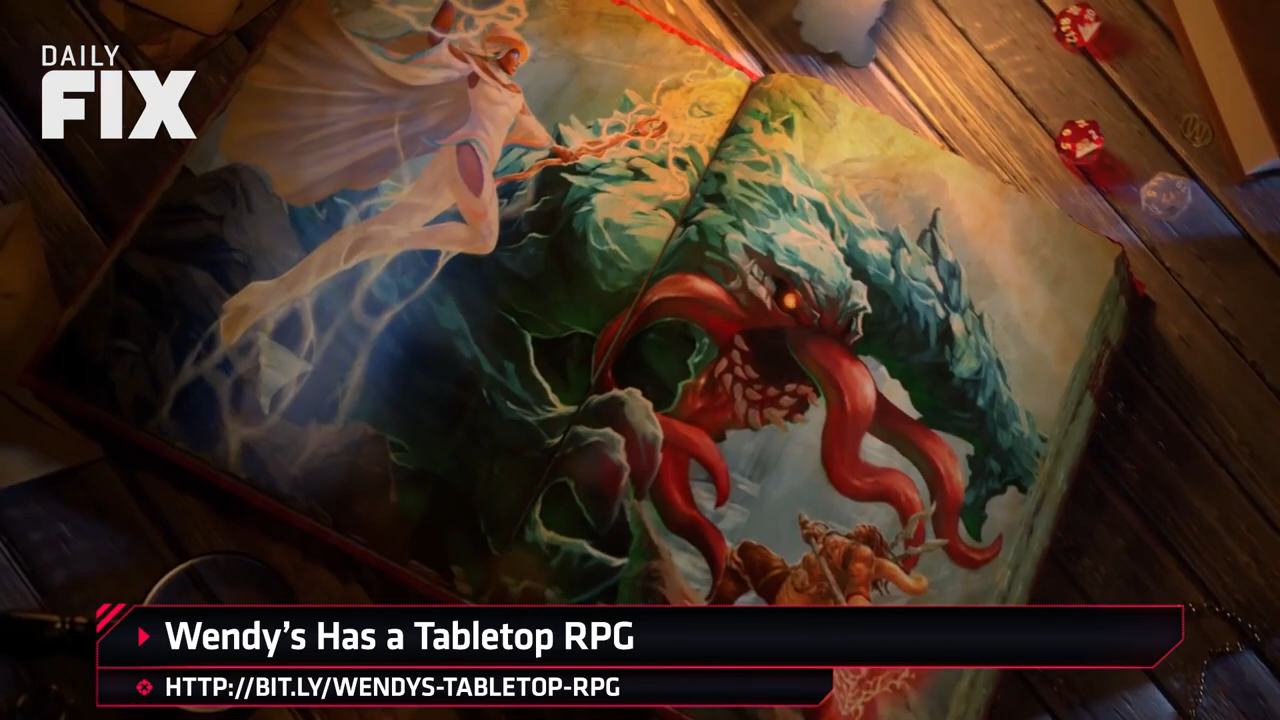 DAILY
FIX
Wendy's Has a Tabletop RPG
HTTP://BIT.LY/WENDYS-TABLETOP-RPG